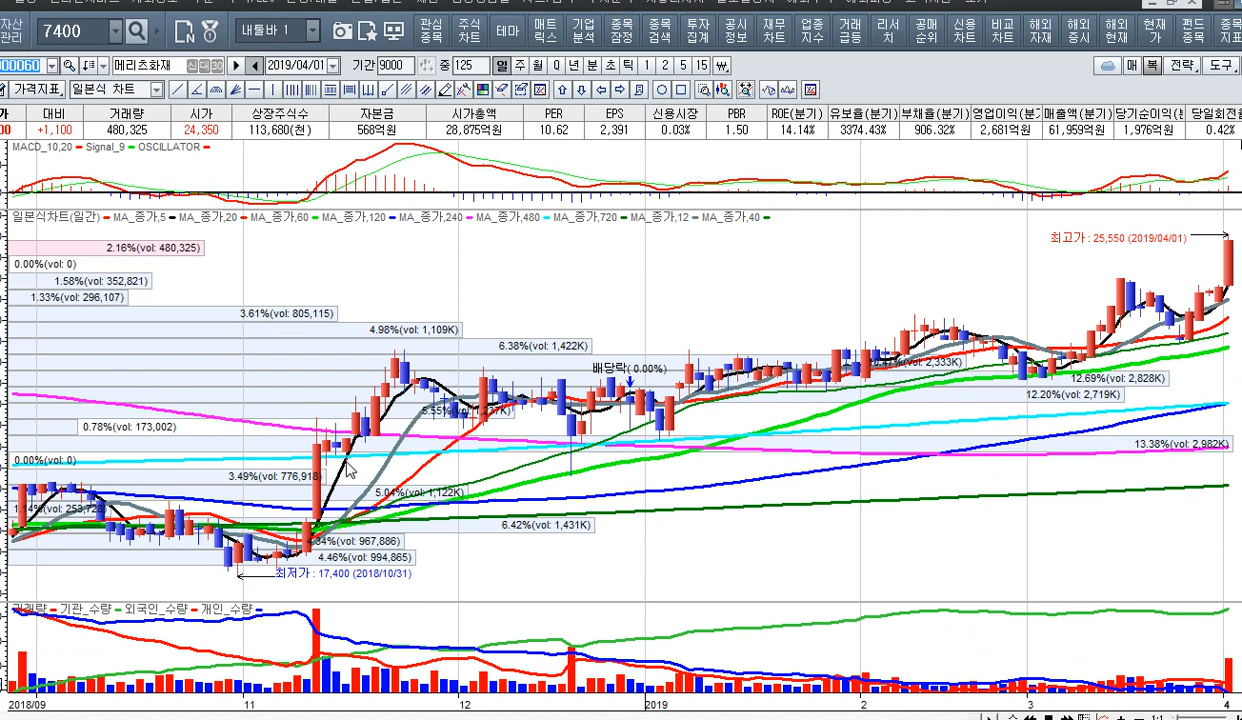 자산 관리
7400
내툴바 1
관심 종목
주식 차트
테마
매트 릭스
기업 분석
종목 잠정
종목 검색
투자 집계
공시 정보
재무 차트
업종 지수
거래 급등
리서 치
공매 순위
신용 차트
비교 차트
해외 자재
해외 증시
해외 현재
현재 가
펀드 종목
종목
000060 메리츠화재 신 대 30 2019/04/01 기간 9000 중 125 일 주 월 Q 년 분 초 틱 1 2 5 15 매 복 전략 도구
가격지표 일본식 차트
대비 거래량 시가 상장주식수 자본금 시가총액 PER EPS 신용시장 PBR ROE(분기) 유보율(분기) 부채율(분기) 영업이익(분: 매출액(분기) 당기순이익(분 당일회전율
+1,100 480,325 24,350 113,680(천) 568억원 28,875억원 10.62 2,391 0.03% 1.50 14.14% 3374.43% 906.32% 2,681억원 61,959억원 1,976억원 0.42%
MACD_10,20 Signal_9 OSCILLATOR
일본식차트(일간) MA_종가,5 MA_종가,20 MA_종가,60 MA_종가,120 MA_종가,240 MA_종가,480 MA_종가,720 MA_종가,12 MA_종가,40
최고가 : 25,550 (2019/04/01)
2.16%(vol: 480,325)
0.00%(vol: 0)
1.58%(vol: 352,821)
1.33%(vol: 296,107)
3.61%(vol: 805,115)
4.98%(vol: 1,109K)
6.38%(vol: 1,422K)
배당락( 0.00%)
12.69%(vol: 2,828K)
12.20%(vol: 2,719K)
0.78%(vol: 173,002)
13.38%(vol: 2,982K)
0.00%(vol: 0)
3.49%(vol: 776,918)
5.04%(vol: 1,122K)
6.42%(vol: 1,431K)
4.46%(vol: 994,865)
최저가 : 17,400 (2018/10/31)
거래량 기관_수량 외국인_수량 개인_수량
2018/09 11 12 2019 2 3 4